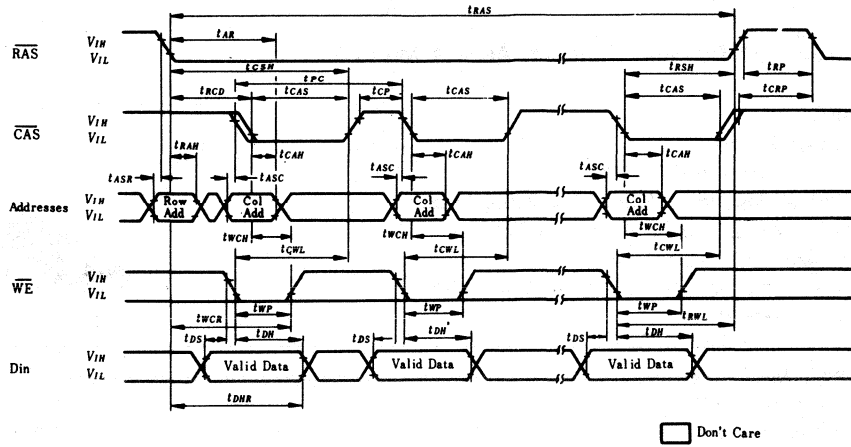 tRAS
RAS VIH
VIL
tAR
tCSH
tPC
tRSH
tRP
tRCD tCAS tCP tCAS tCAS tCRP
CAS VIH
VIL
tRAH tCAH tCAH tCAH
tASR tASC tASC tASC
Addresses VIH
VIL
Row Add
Col Add
Col Add
Col Add
tWCH tWCH tWCH
tCWL tCWL tCWL
WE VIH
VIL
tWP tWP tWP
tWCR tRWL
tDS tDH tDS tDH tDS tDH
Din VIH
VIL
Valid Data Valid Data Valid Data
tDHR
Don't Care